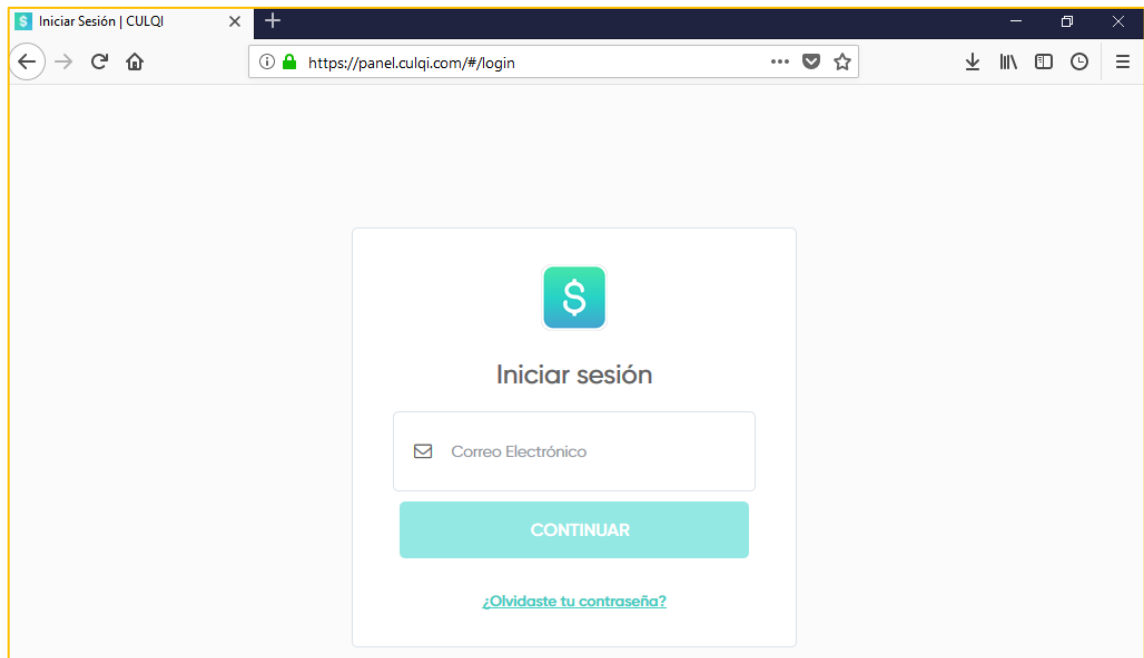 Iniciar Sesión | CULQI
https://panel.culqi.com/#/login
$
Iniciar sesión
Correo Electrónico
CONTINUAR
¿Olvidaste tu contraseña?